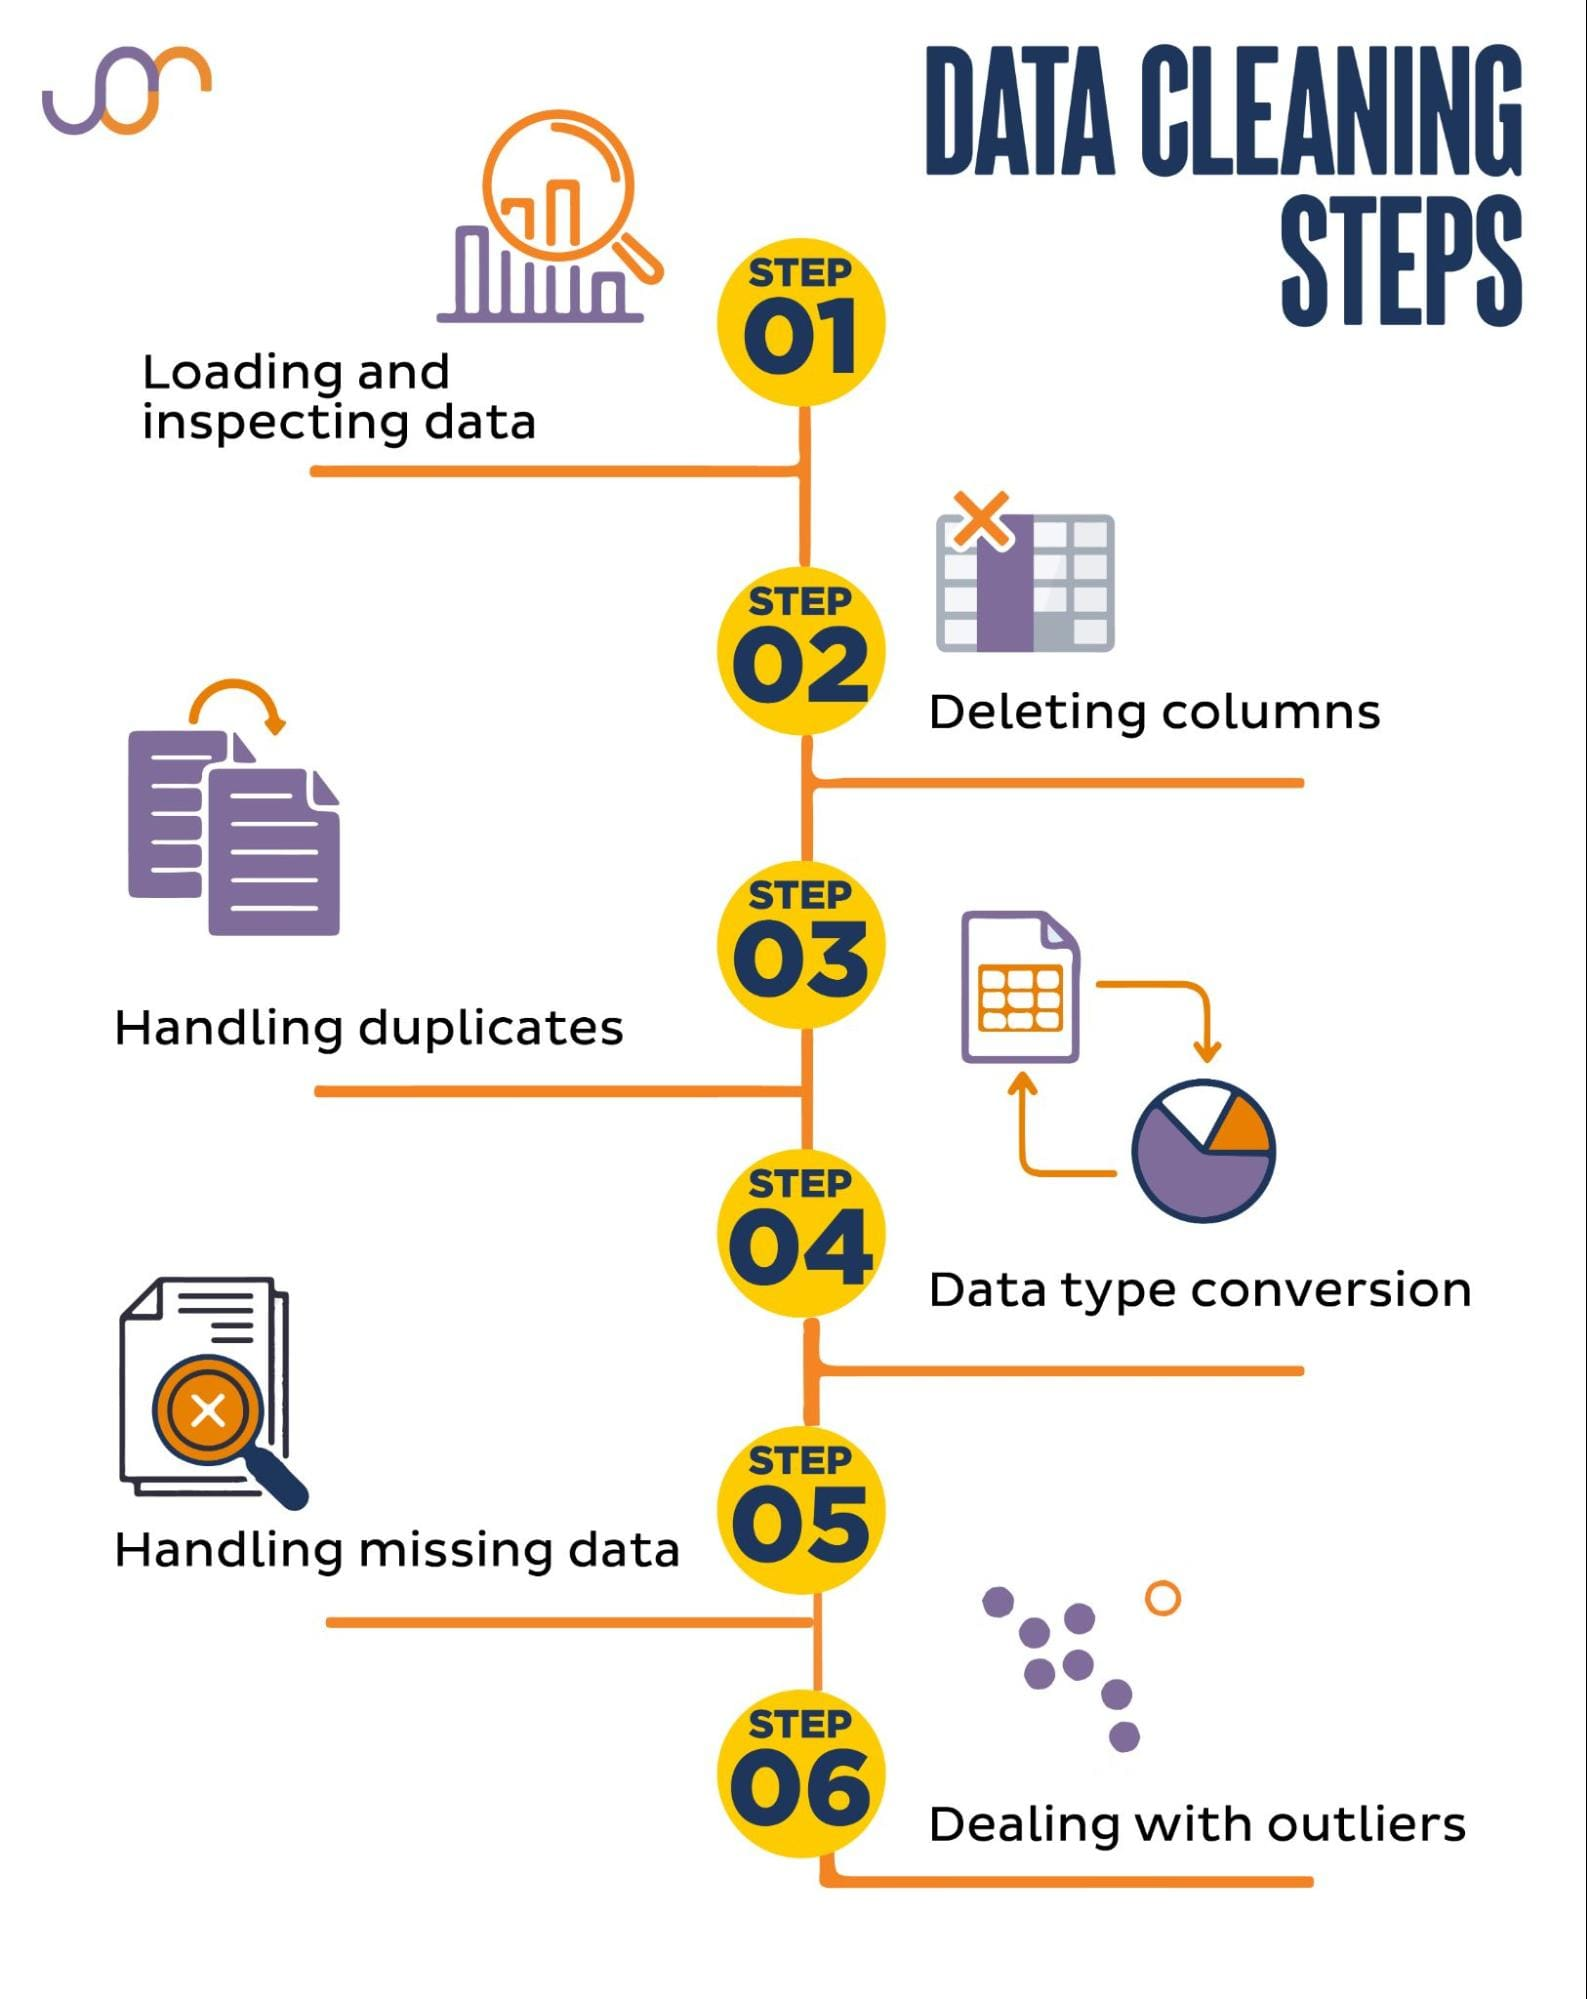 DATA CLEANING
STEPS
STEP
01
Loading and
inspecting data
STEP
02
Deleting columns
STEP
03
Handling duplicates
STEP
04
Data type conversion
STEP
05
Handling missing data
STEP
06
Dealing with outliers